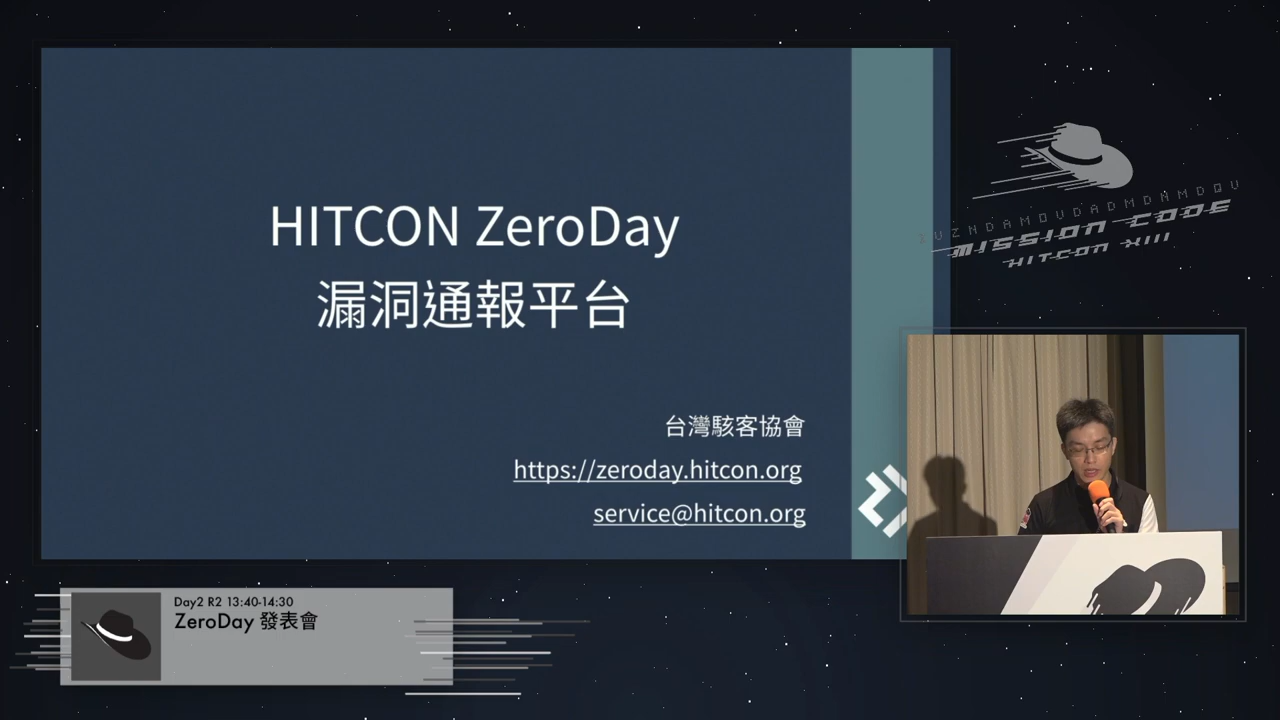 HITCON ZeroDay
漏洞通報平台
台灣駭客協會
https://zeroday.hitcon.org
service@hitcon.org
MISSION CODE
HITCON XIII
Day2 R2 13:40-14:30
ZeroDay 發表會